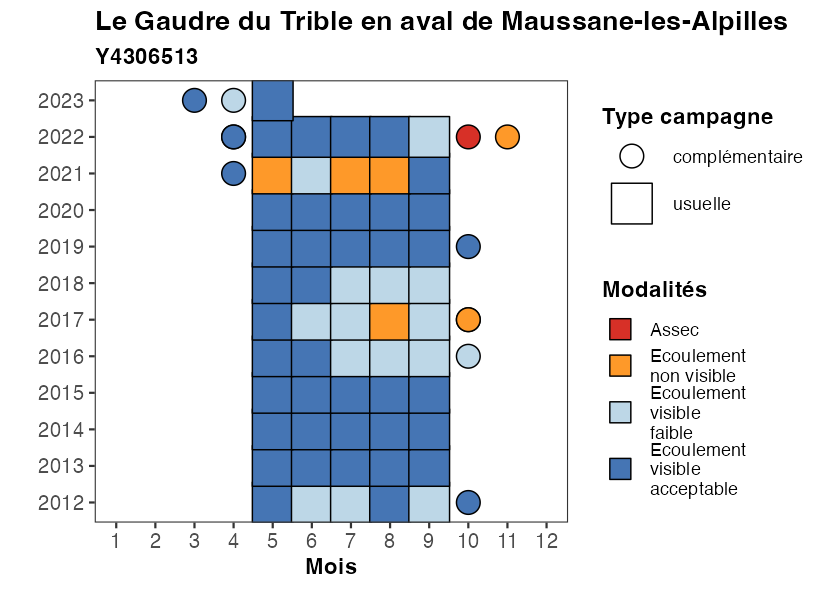 Le Gaudre du Trible en aval de Maussane-les-Alpilles
Y4306513
2023
2022
2021
2020
2019
2018
2017
2016
2015
2014
2013
2012
1 2 3 4 5 6 7 8 9 10 11 12
Mois
Type campagne
complémentaire
usuelle
Modalités
Assec
Ecoulement
non visible
Ecoulement
visible
faible
Ecoulement
visible
acceptable